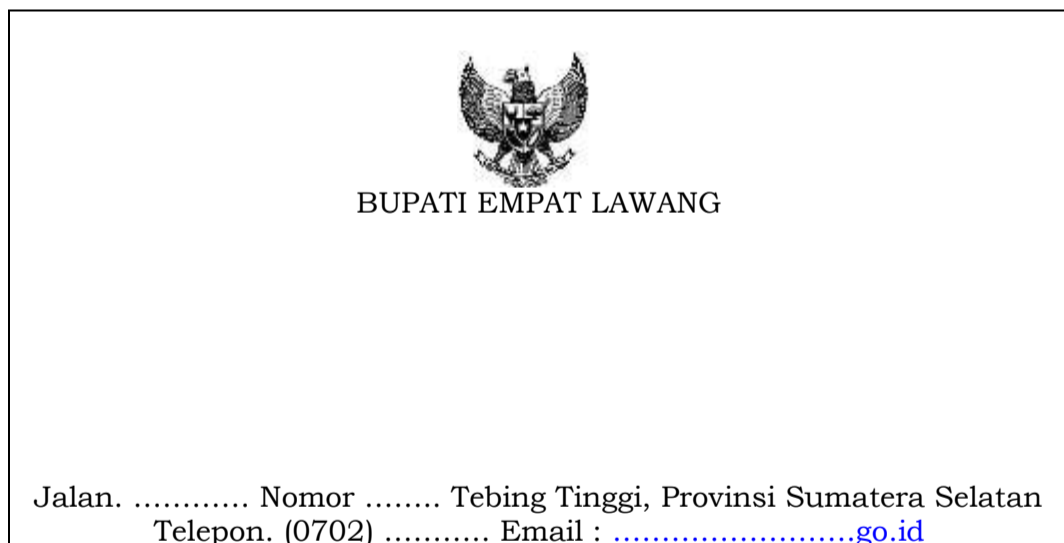 BUPATI EMPAT LAWANG
Jalan. ………… Nomor …….. Tebing Tinggi, Provinsi Sumatera Selatan
Telepon. (0702) ……….. Email : …………………….go.id